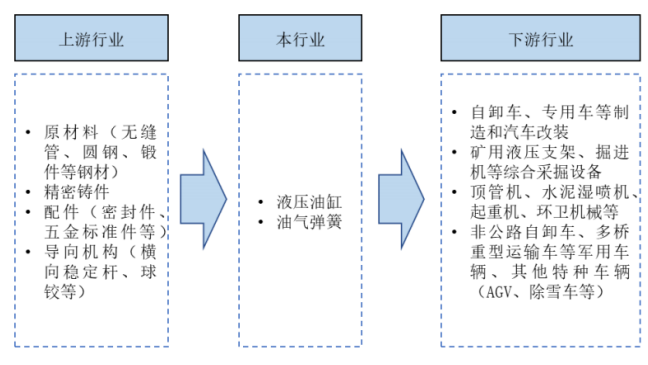 上游行业
• 原材料（无缝
管、圆钢、锻
件等钢材）
• 精密铸件
• 配件（密封件、
五金标准件等）
• 导向机构（横
向稳定杆、球
铰等）
本行业
• 液压油缸
• 油气弹簧
下游行业
• 自卸车、专用车等制
造和汽车改装
• 矿用液压支架、掘进
机等综合采掘设备
• 顶管机、水泥湿喷机、
起重机、环卫机械等
• 非公路自卸车、多桥
重型运输车等军用车
辆、其他特种车辆
（AGV、除雪车等）